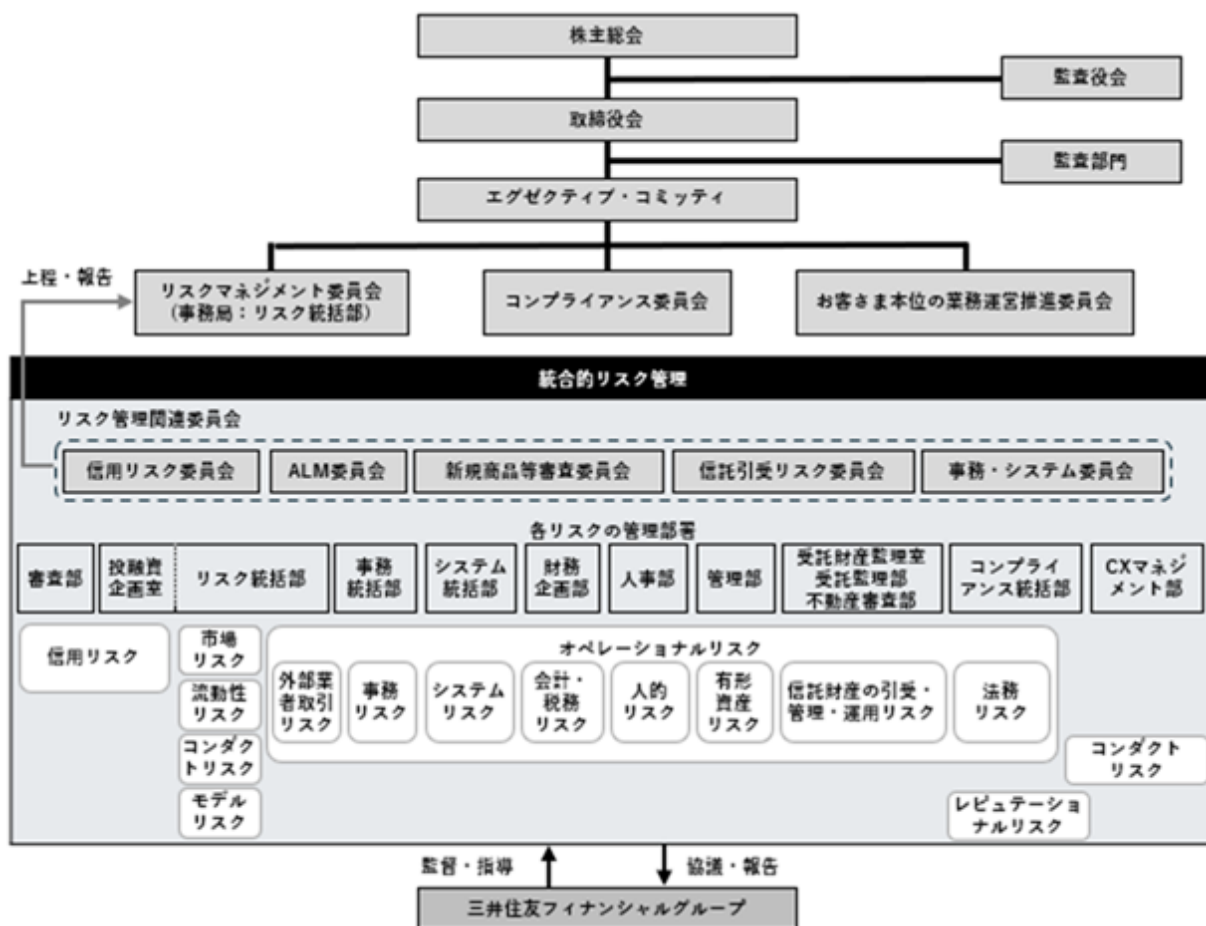 株主総会
監査役会
取締役会
監査部門
エグゼクティブ・コミッティ
上程・報告
リスクマネジメント委員会
（事務局：リスク統括部）
コンプライアンス委員会
お客さま本位の業務運営推進委員会
統合的リスク管理
リスク管理関連委員会
信用リスク委員会
ALM委員会
新規商品等審査委員会
信託引受リスク委員会
事務・システム委員会
各リスクの管理部署
審査部
投融資
企画室
リスク統括部
事務
統括部
システム
統括部
財務
企画部
人事部
管理部
受託財産監理室
受託監理部
不動産審査部
コンプライ
アンス統括部
CXマネジ
メント部
信用リスク
市場
リスク
流動性
リスク
コンダク
トリスク
モデル
リスク
オペレーショナルリスク
外部業
者取引
リスク
事務
リスク
システム
リスク
会計・
税務
リスク
人的
リスク
有形
資産
リスク
信託財産の引受・
管理・運用リスク
法務
リスク
コンダクト
リスク
レピュテーショ
ナルリスク
監督・指導
協議・報告
三井住友フィナンシャルグループ